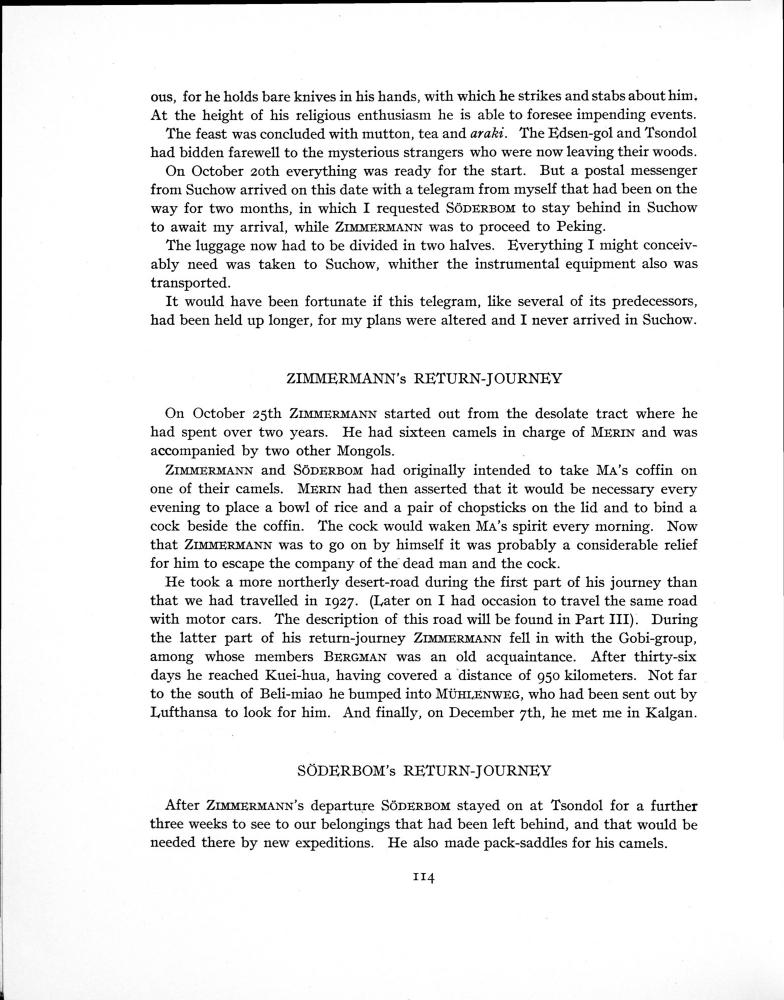 ous, for he holds bare knives in his hands, with which he strikes and stabs about him.
At the height of his religious enthusiasm he is able to foresee impending events.
The feast was concluded with mutton, tea and araki. The Edsen-gol and Tsondol
had bidden farewell to the mysterious strangers who were now leaving their woods.
On October 20th everything was ready for the start. But a postal messenger
from Suchow arrived on this date with a telegram from myself that had been on the
way for two months, in which I requested SÖDERBOM to stay behind in Suchow
to await my arrival, while ZIMMERMANN was to proceed to Peking.
The luggage now had to be divided in two halves. Everything I might conceiv-
ably need was taken to Suchow, whither the instrumental equipment also was
transported.
It would have been fortunate if this telegram, like several of its predecessors,
had been held up longer, for my plans were altered and I never arrived in Suchow.
ZIMMERMANN's RETURN-JOURNEY
On October 25th ZIMMERMANN started out from the desolate tract where he
had spent over two years. He had sixteen camels in charge of MERIN and was
accompanied by two other Mongols.
ZIMMERMANN and SÖDERBOM had originally intended to take MA's coffin on
one of their camels. MERIN had then asserted that it would be necessary every
evening to place a bowl of rice and a pair of chopsticks on the lid and to bind a
cock beside the coffin. The cock would waken MA's spirit every morning. Now
that ZIMMERMANN was to go on by himself it was probably a considerable relief
for him to escape the company of the dead man and the cock.
He took a more northerly desert-road during the first part of his journey than
that we had travelled in 1927. (Later on I had occasion to travel the same road
with motor cars. The description of this road will be found in Part III). During
the latter part of his return-journey ZIMMERMANN fell in with the Gobi-group,
among whose members BERGMAN was an old acquaintance. After thirty-six
days he reached Kuei-hua, having covered a distance of 950 kilometers. Not far
to the south of Beli-miao he bumped into MÜHLENWEG, who had been sent out by
Lufthansa to look for him. And finally, on December 7th, he met me in Kalgan.
SÖDERBOM's RETURN-JOURNEY
After ZIMMERMANN's departure SÖDERBOM stayed on at Tsondol for a further
three weeks to see to our belongings that had been left behind, and that would be
needed there by new expeditions. He also made pack-saddles for his camels.
114